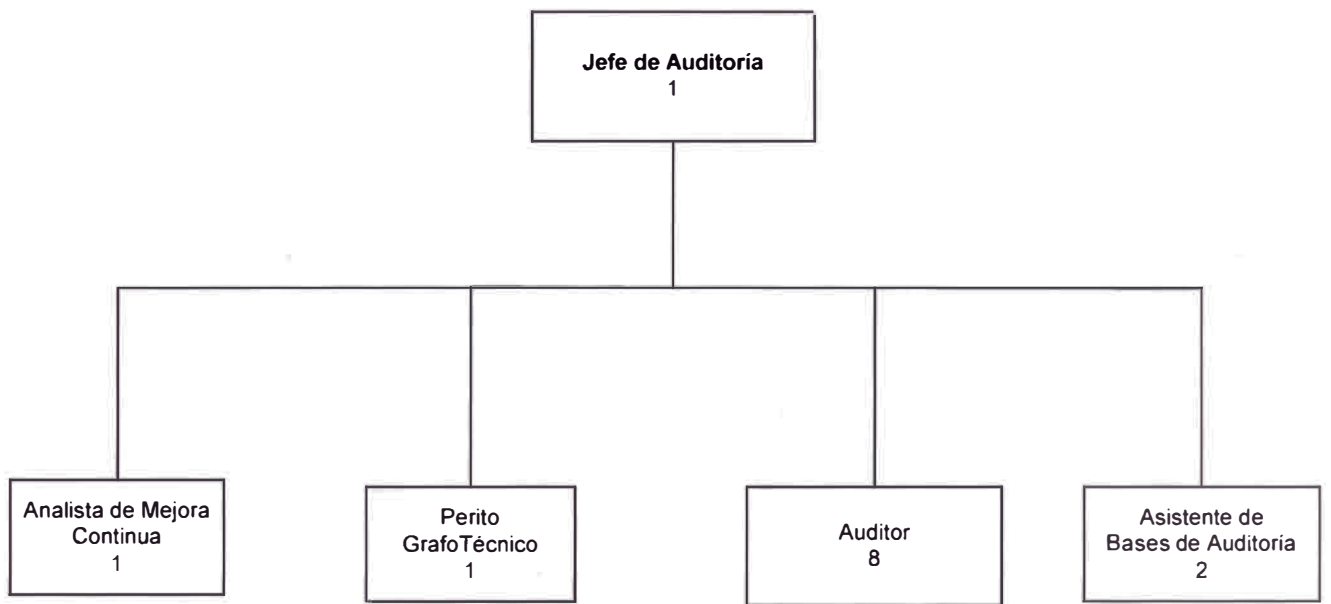 Jefe de Auditoría
1
Analista de Mejora
Continua
1
Perito
GrafoTécnico
1
Auditor
8
Asistente de
Bases de Auditoría
2